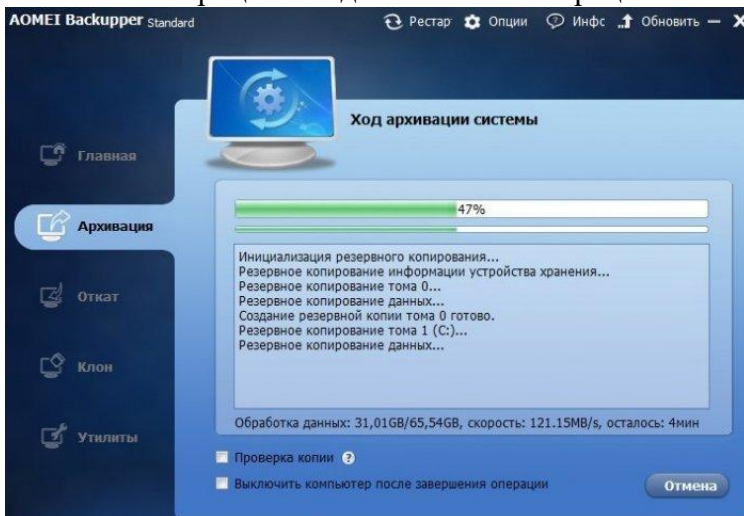 AOMEI Backupper Standard Рестар Опции Инфс Обновить
Ход архивации системы
Главная
Архивация
Откат
Клон
Утилиты
47%
Инициализация резервного копирования...
Резервное копирование информации устройства хранения...
Резервное копирование тома 0...
Резервное копирование данных...
Создание резервной копии тома 0 готово.
Резервное копирование тома 1 (C:)...
Резервное копирование данных...
Обработка данных: 31,01GB/65,54GB, скорость: 121.15MB/s, осталось: 4мин
Проверка копии ?
Выключить компьютер после завершения операции
Отмена